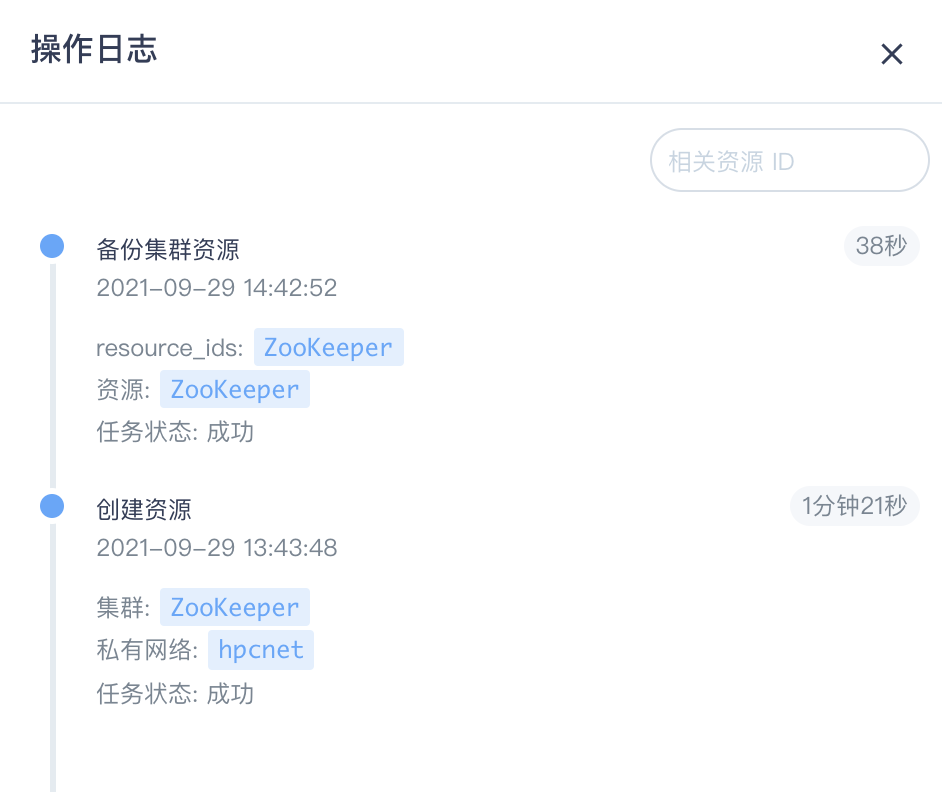 操作日志
相关资源 ID
备份集群资源
38秒
2021-09-29 14:42:52
resource_ids: ZooKeeper
资源: ZooKeeper
任务状态: 成功
创建资源
1分钟21秒
2021-09-29 13:43:48
集群: ZooKeeper
私有网络: hpcnet
任务状态: 成功